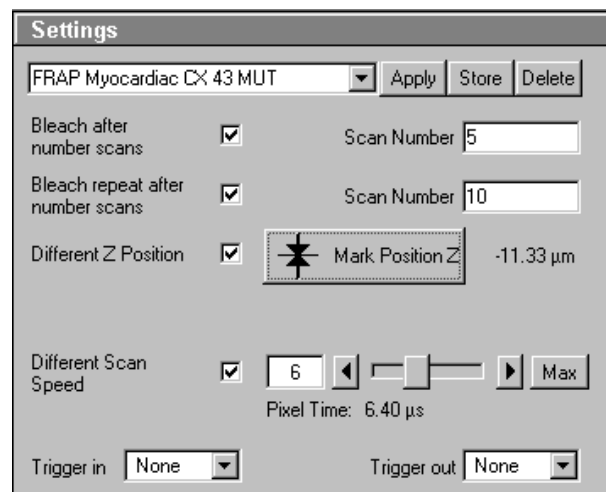 Settings
FRAP Myocardiac CX 43 MUT Apply Store Delete
Bleach after
number scans
Scan Number 5
Bleach repeat after
number scans
Scan Number 10
Different Z Position Mark Position Z -11.33 µm
Different Scan
Speed
6 Max
Pixel Time: 6.40 µs
Trigger in None Trigger out None